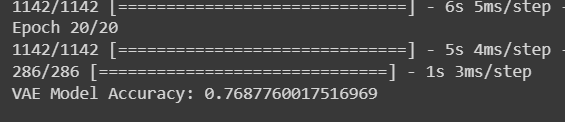 1142/1142 [==============================] - 6s 5ms/step -
Epoch 20/20
1142/1142 [==============================] - 5s 4ms/step -
286/286 [==============================] - 1s 3ms/step
VAE Model Accuracy: 0.7687760017516969